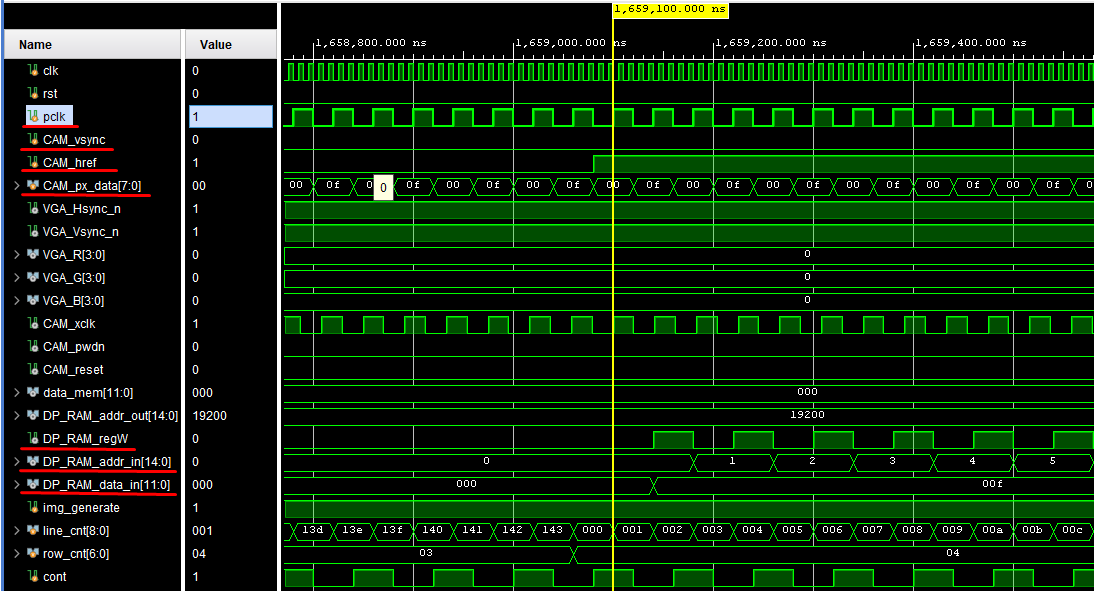 1,659,100.000 ns
Name Value 1,658,800.000 ns 1,659,000.000 ns 1,659,200.000 ns 1,659,400.000 ns
clk 0
rst 0
pclk 1
CAM_vsync 0
CAM_href 1
CAM_px_data[7:0] 00 00 0f 00 0f 0 0f 00 0f 00 0f 00 0f 00 0f 00 0f 00 0f 00 0f 0
VGA_Hsync_n 1
VGA_Vsync_n 1
VGA_R[3:0] 0 0
VGA_G[3:0] 0 0
VGA_B[3:0] 0 0
CAM_xclk 1
CAM_pwdn 0
CAM_reset 0
data_mem[11:0] 000 000
DP_RAM_addr_out[14:0] 19200 19200
DP_RAM_regW 0
DP_RAM_addr_in[14:0] 0 0 1 2 3 4 5
DP_RAM_data_in[11:0] 000 000 00f
img_generate 1
line_cnt[8:0] 001 13d 13e 13f 140 141 142 143 000 001 002 003 004 005 006 007 008 009 00a 00b 00c
row_cnt[6:0] 04 03 04
cont 1